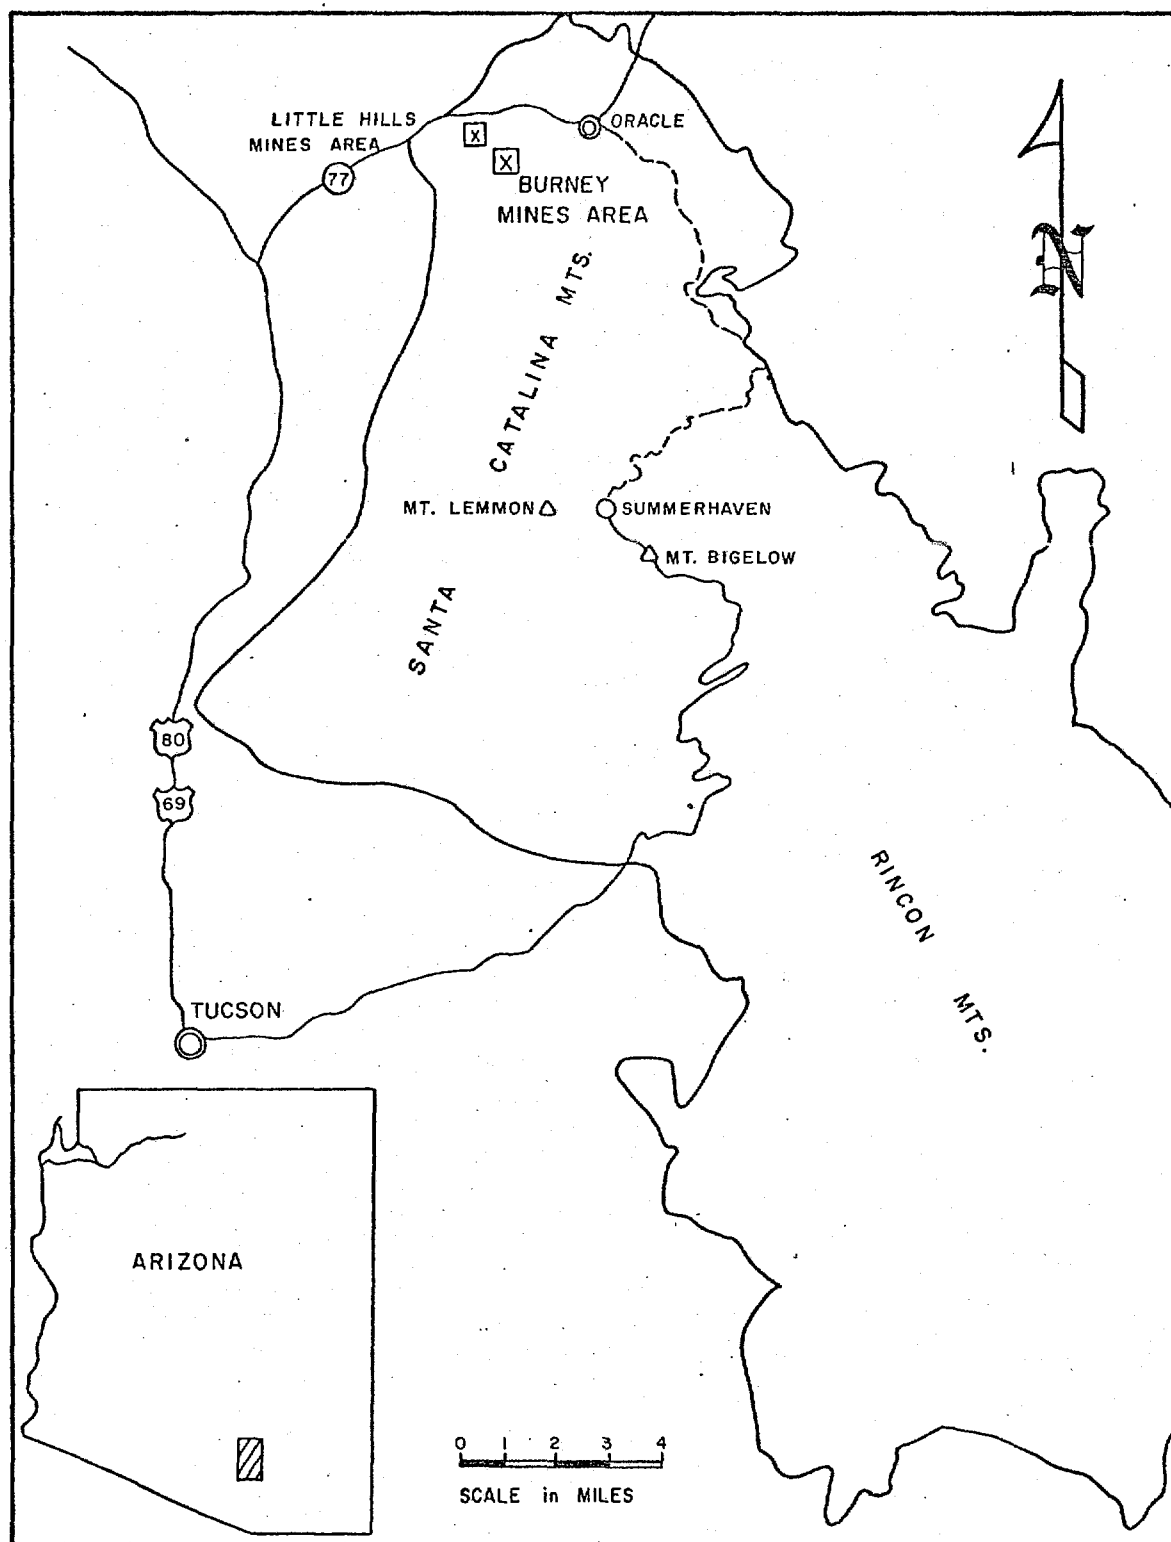 LITTLE HILLS
MINES AREA
77
X
X
ORACLE
BURNEY
MINES AREA
N
SANTA CATALINA MTS.
MT. LEMMON
SUMMERHAVEN
MT. BIGELOW
80
69
RINCON MTS.
TUCSON
ARIZONA
0 1 2 3 4
SCALE in MILES